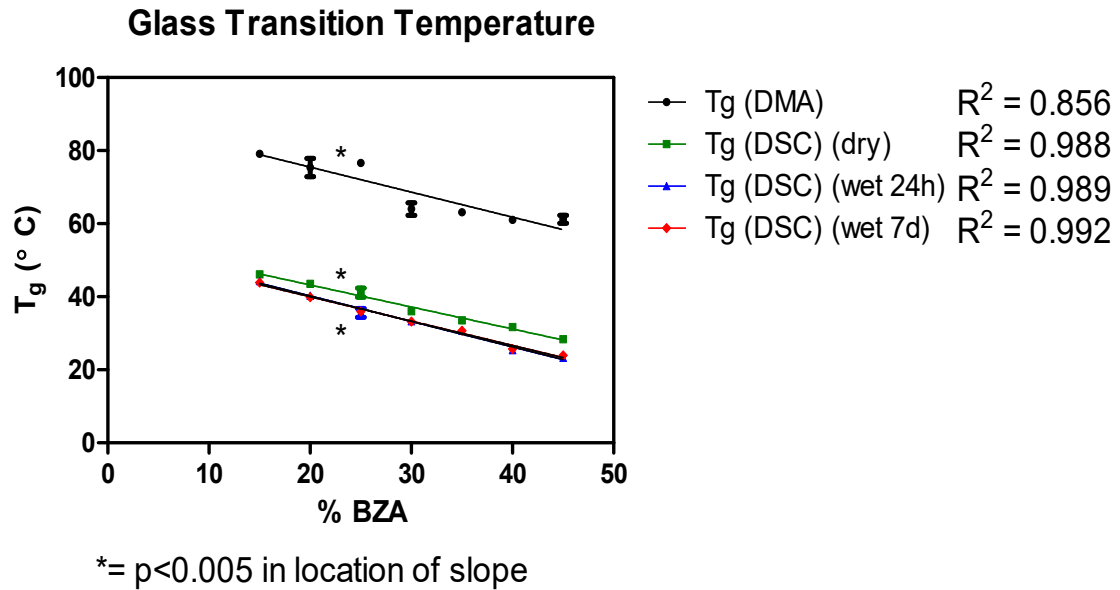 Glass Transition Temperature
100
80
60
40
20
0
T_g (° C)
0 10 20 30 40 50
% BZA
*
*
*
Tg (DMA) R² = 0.856
Tg (DSC) (dry) R² = 0.988
Tg (DSC) (wet 24h) R² = 0.989
Tg (DSC) (wet 7d) R² = 0.992
*= p<0.005 in location of slope